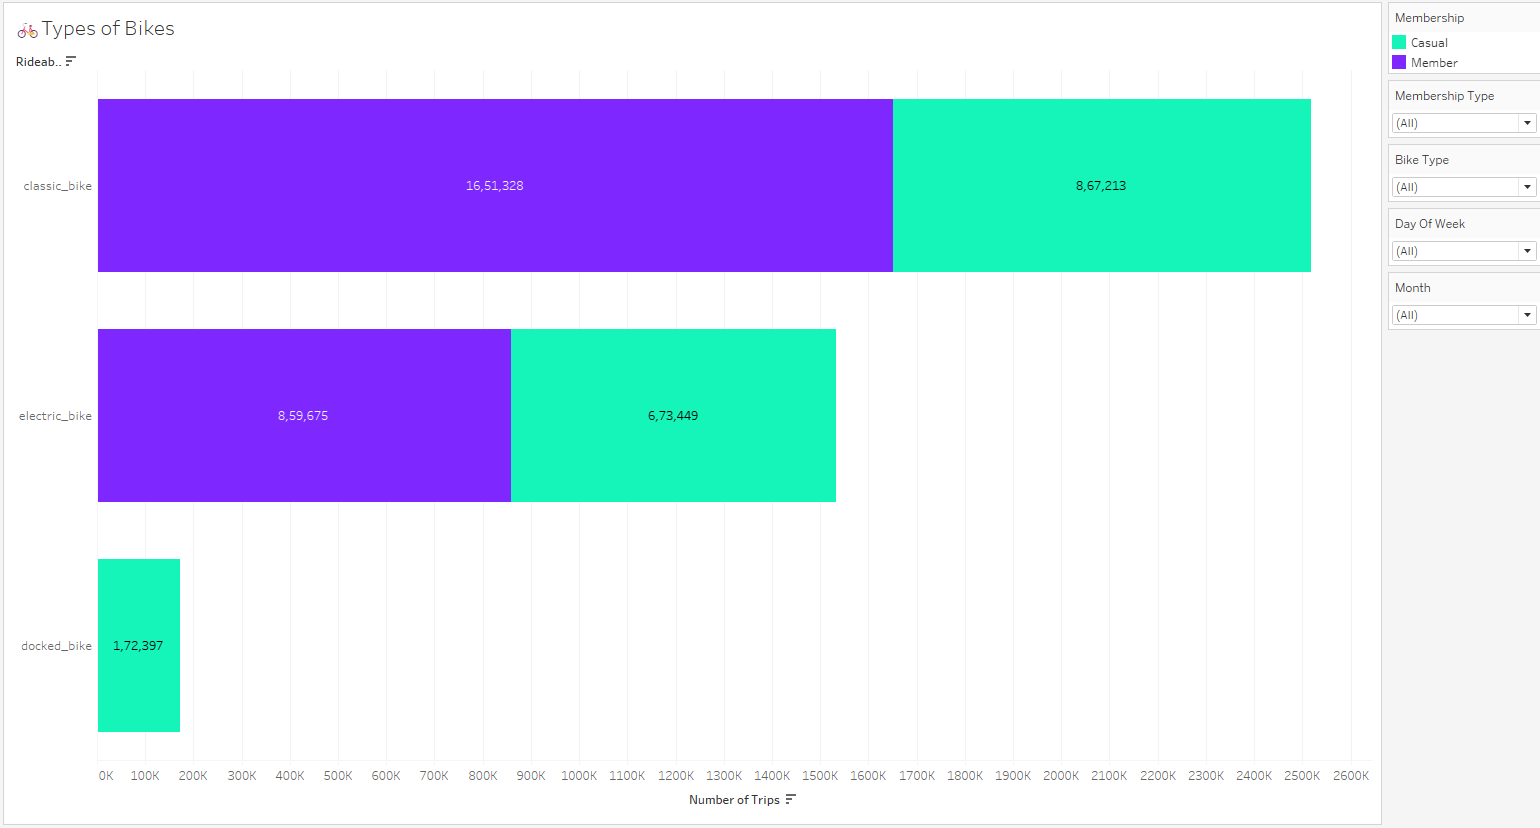 Types of Bikes
Rideab..
classic_bike
16,51,328
8,67,213
electric_bike
8,59,675
6,73,449
docked_bike
1,72,397
0K 100K 200K 300K 400K 500K 600K 700K 800K 900K 1000K 1100K 1200K 1300K 1400K 1500K 1600K 1700K 1800K 1900K 2000K 2100K 2200K 2300K 2400K 2500K 2600K
Number of Trips
Membership
Casual
Member
Membership Type
(All)
Bike Type
(All)
Day Of Week
(All)
Month
(All)